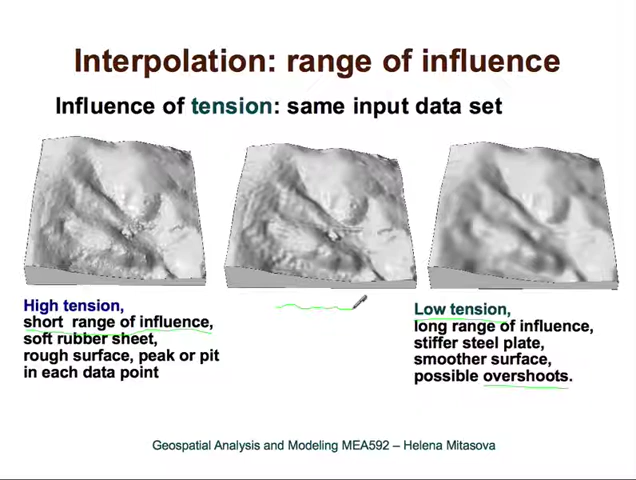 Interpolation: range of influence
Influence of tension: same input data set
High tension,
short range of influence,
soft rubber sheet,
rough surface, peak or pit
in each data point
Low tension,
long range of influence,
stiffer steel plate,
smoother surface,
possible overshoots.
Geospatial Analysis and Modeling MEA592 – Helena Mitasova